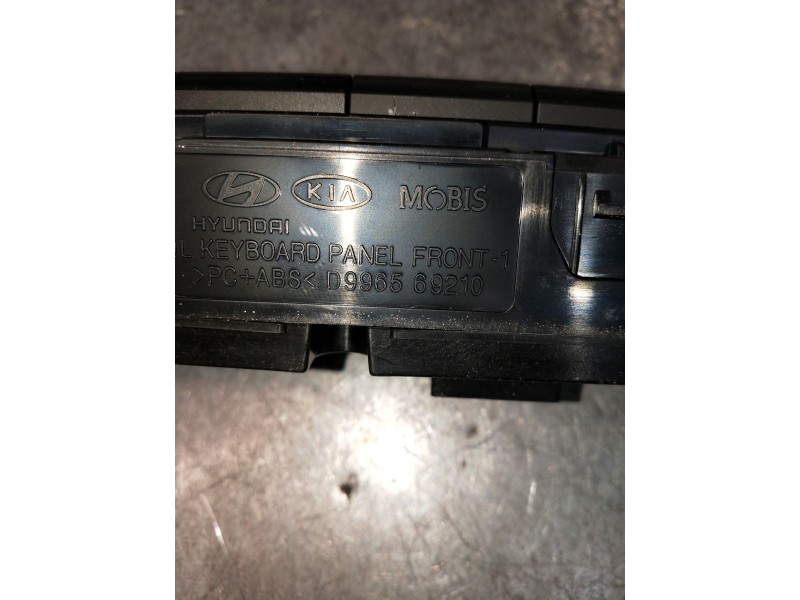 KIA MOBIS
HYUNDAI
L KEYBOARD PANEL FRONT-1
>PC+ABS< D9965 69210